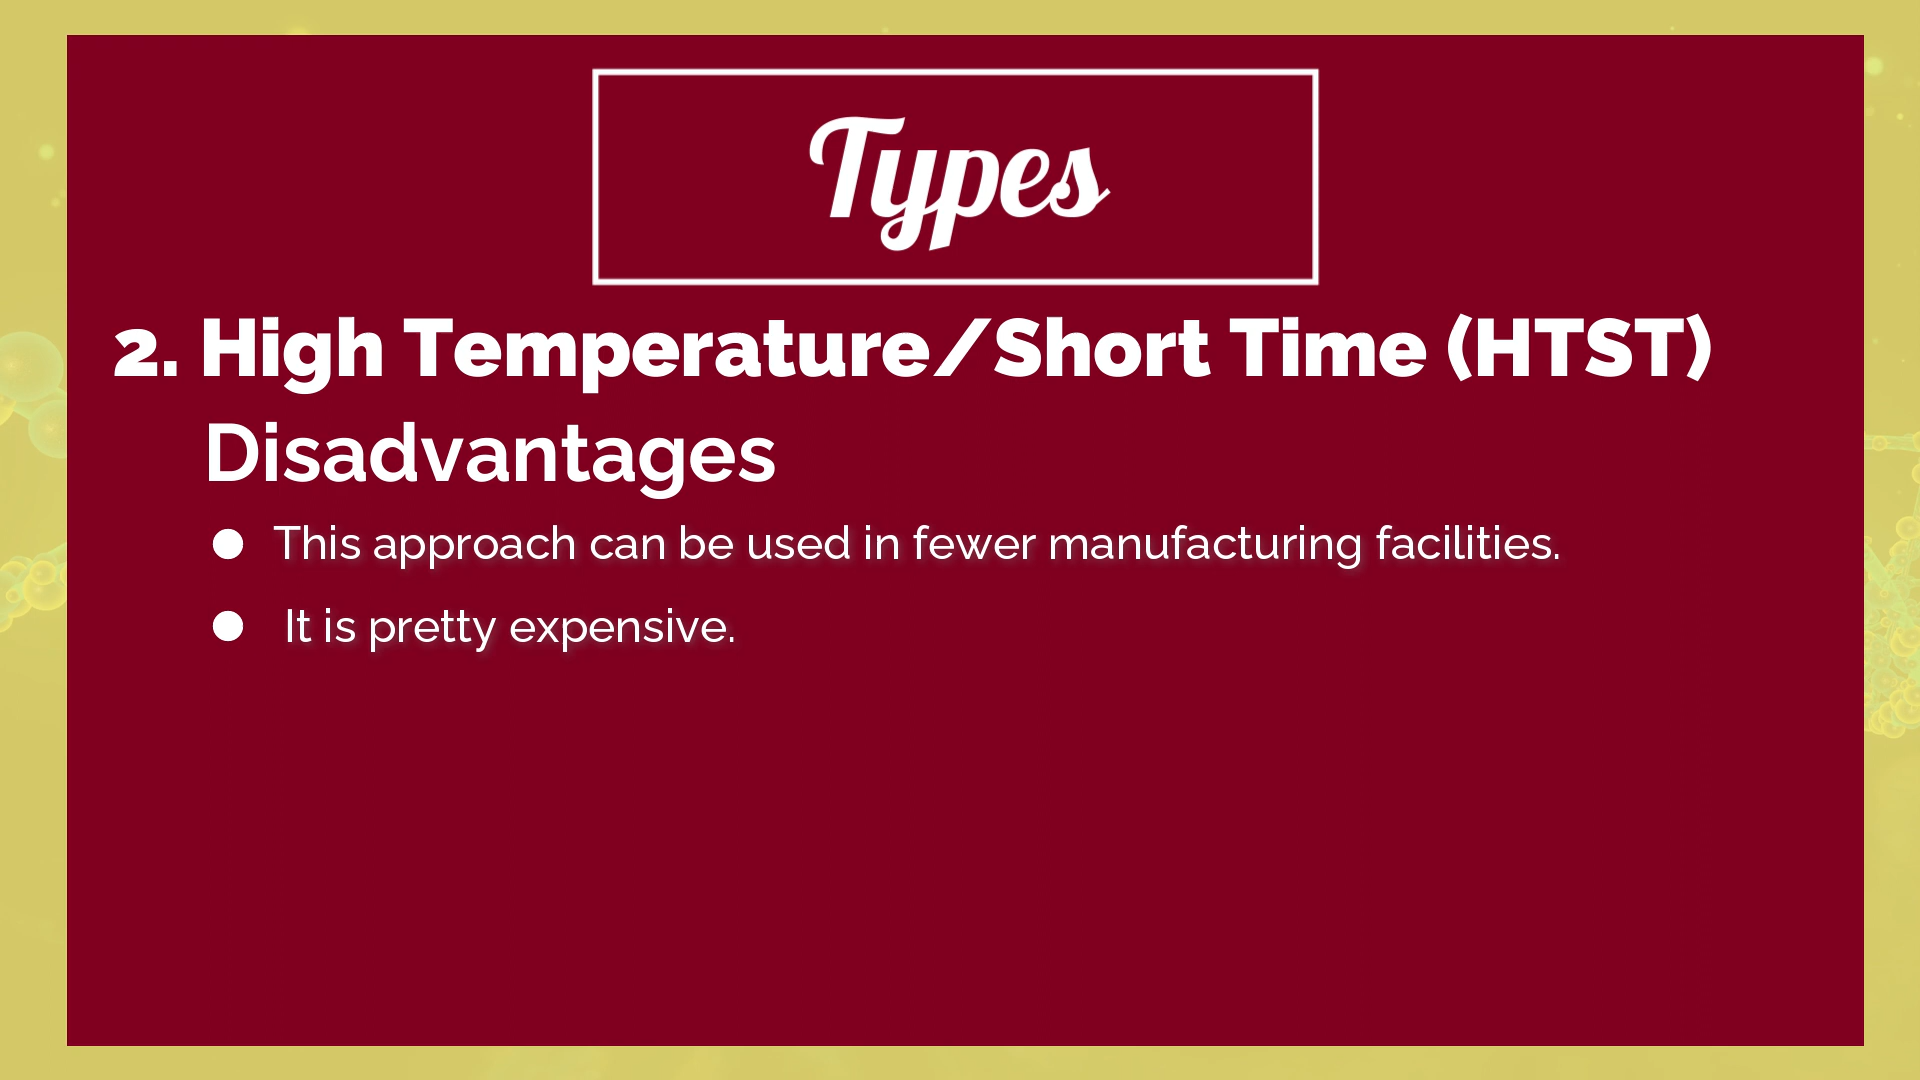 Types
2. High Temperature/Short Time (HTST)
Disadvantages
● This approach can be used in fewer manufacturing facilities.
● It is pretty expensive.